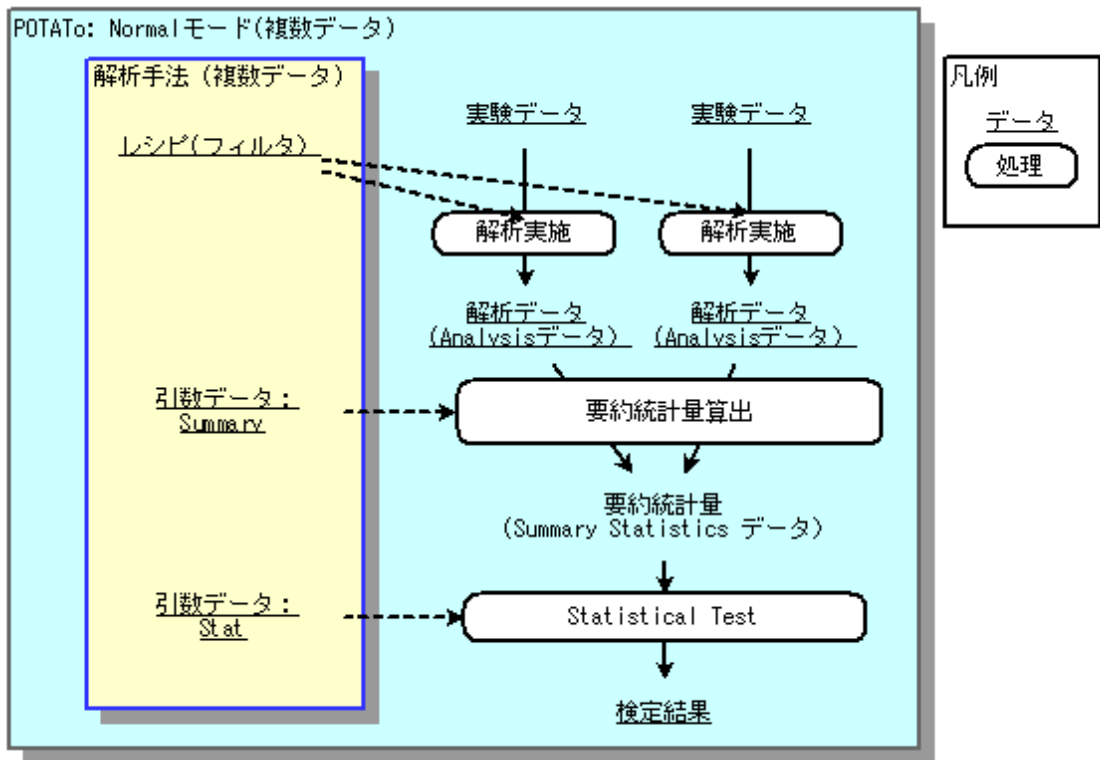 POTATo: Normalモード(複数データ)
解析手法 (複数データ)
レシピ(フィルタ)
実験データ
実験データ
解析実施
解析実施
解析データ
(Analysisデータ)
解析データ
(Analysisデータ)
引数データ:
Summary
要約統計量算出
要約統計量
(Summary Statistics データ)
引数データ:
Stat
Statistical Test
検定結果
凡例
データ
処理